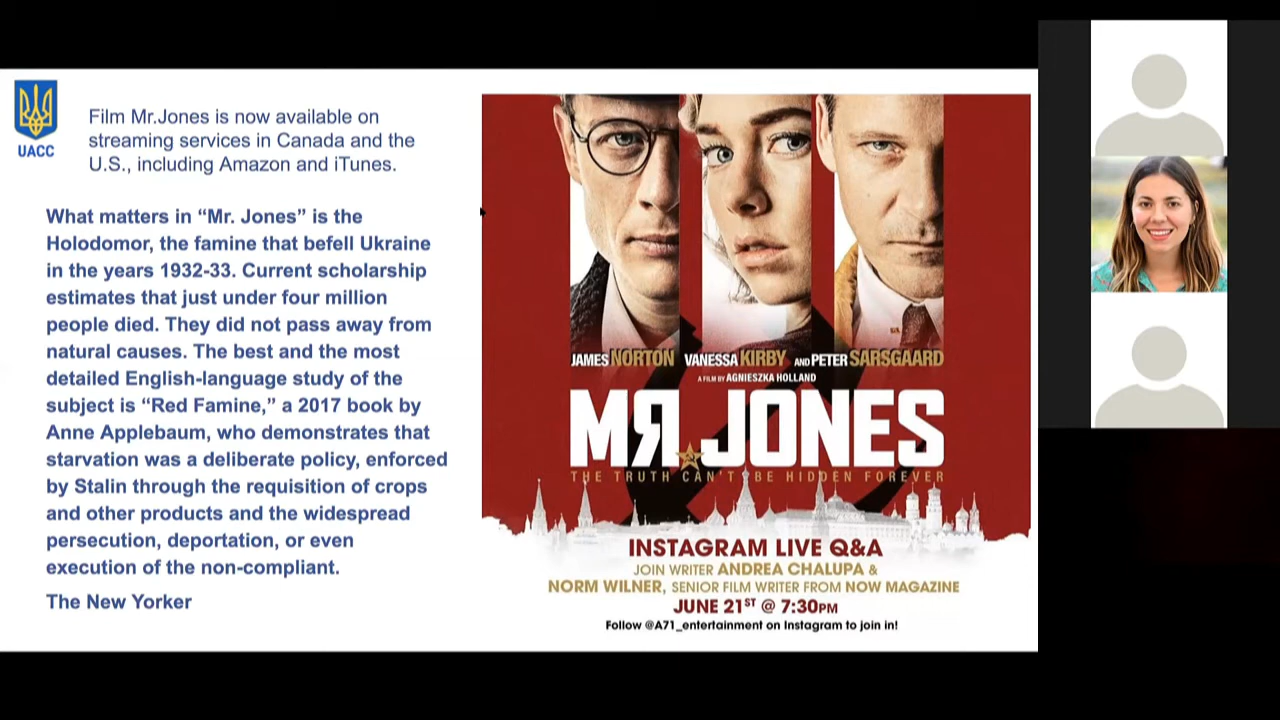 UACC
Film Mr.Jones is now available on
streaming services in Canada and the
U.S., including Amazon and iTunes.
What matters in “Mr. Jones” is the
Holodomor, the famine that befell Ukraine
in the years 1932-33. Current scholarship
estimates that just under four million
people died. They did not pass away from
natural causes. The best and the most
detailed English-language study of the
subject is “Red Famine,” a 2017 book by
Anne Applebaum, who demonstrates that
starvation was a deliberate policy, enforced
by Stalin through the requisition of crops
and other products and the widespread
persecution, deportation, or even
execution of the non-compliant.
The New Yorker
JAMES NORTON VANESSA KIRBY AND PETER SARSGAARD
A FILM BY AGNIESZKA HOLLAND
MЯ.JONES
THE TRUTH CAN'T BE HIDDEN FOREVER
INSTAGRAM LIVE Q&A
JOIN WRITER ANDREA CHALUPA &
NORM WILNER, SENIOR FILM WRITER FROM NOW MAGAZINE
JUNE 21ST @ 7:30PM
Follow @A71_entertainment on Instagram to join in!